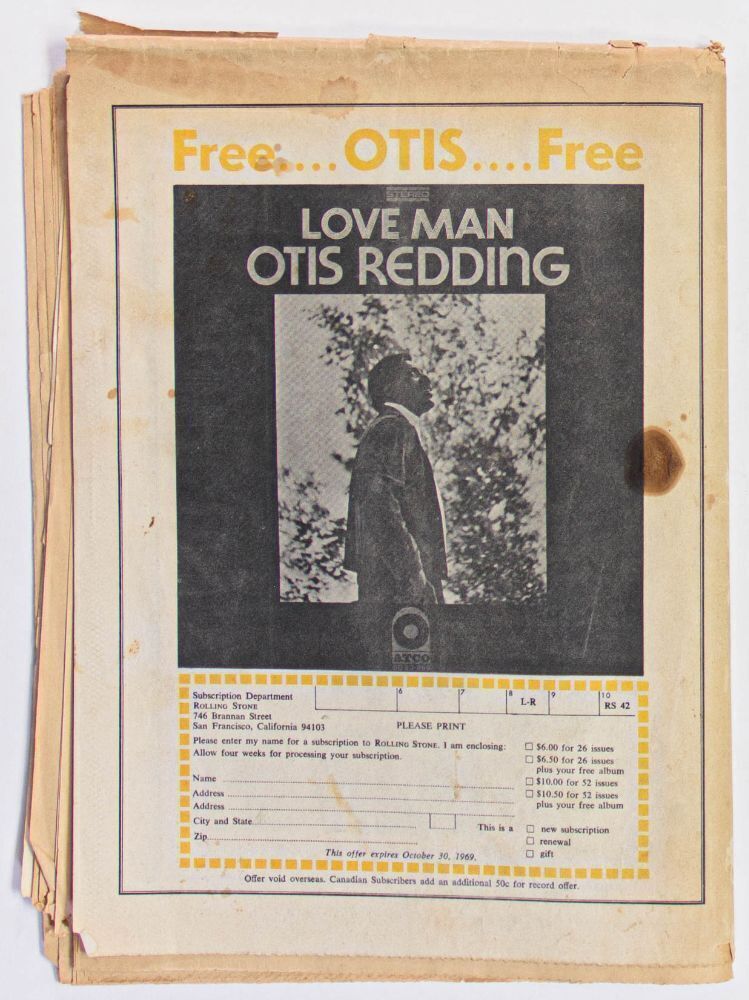 Free.... OTIS....Free
STEREO
LOVE MAN
OTIS REDDING
ATCO
Subscription Department
ROLLING STONE
746 Brannan Street
San Francisco, California 94103
6 7 8 9 10
L-R RS 42
PLEASE PRINT
Please enter my name for a subscription to ROLLING STONE. I am enclosing:
Allow four weeks for processing your subscription.
☐ $6.00 for 26 issues
☐ $6.50 for 26 issues
plus your free album
☐ $10.00 for 52 issues
☐ $10.50 for 52 issues
plus your free album
Name
Address
Address
City and State
Zip
This is a ☐ new subscription
☐ renewal
☐ gift
This offer expires October 30, 1969.
Offer void overseas. Canadian Subscribers add an additional 50c for record offer.